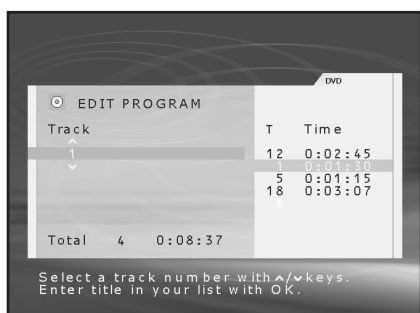 DVD
EDIT PROGRAM
Track
1
T Time
12 0:02:45
1 0:01:30
5 0:01:15
18 0:03:07
6
Total 4 0:08:37
Select a track number with ^/v keys.
Enter title in your list with OK.